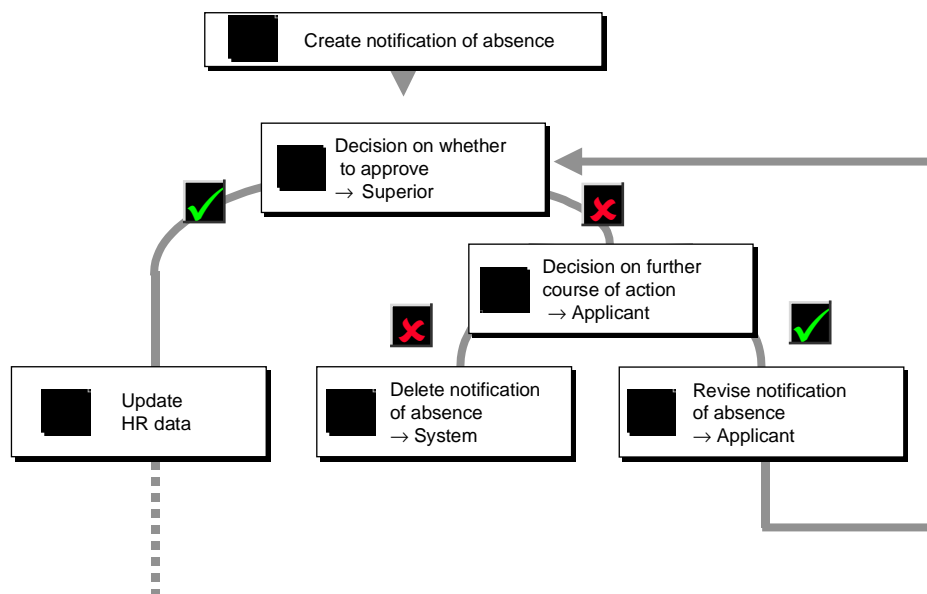 Create notification of absence
Decision on whether
to approve
→ Superior
Decision on further
course of action
→ Applicant
Update
HR data
Delete notification
of absence
→ System
Revise notification
of absence
→ Applicant